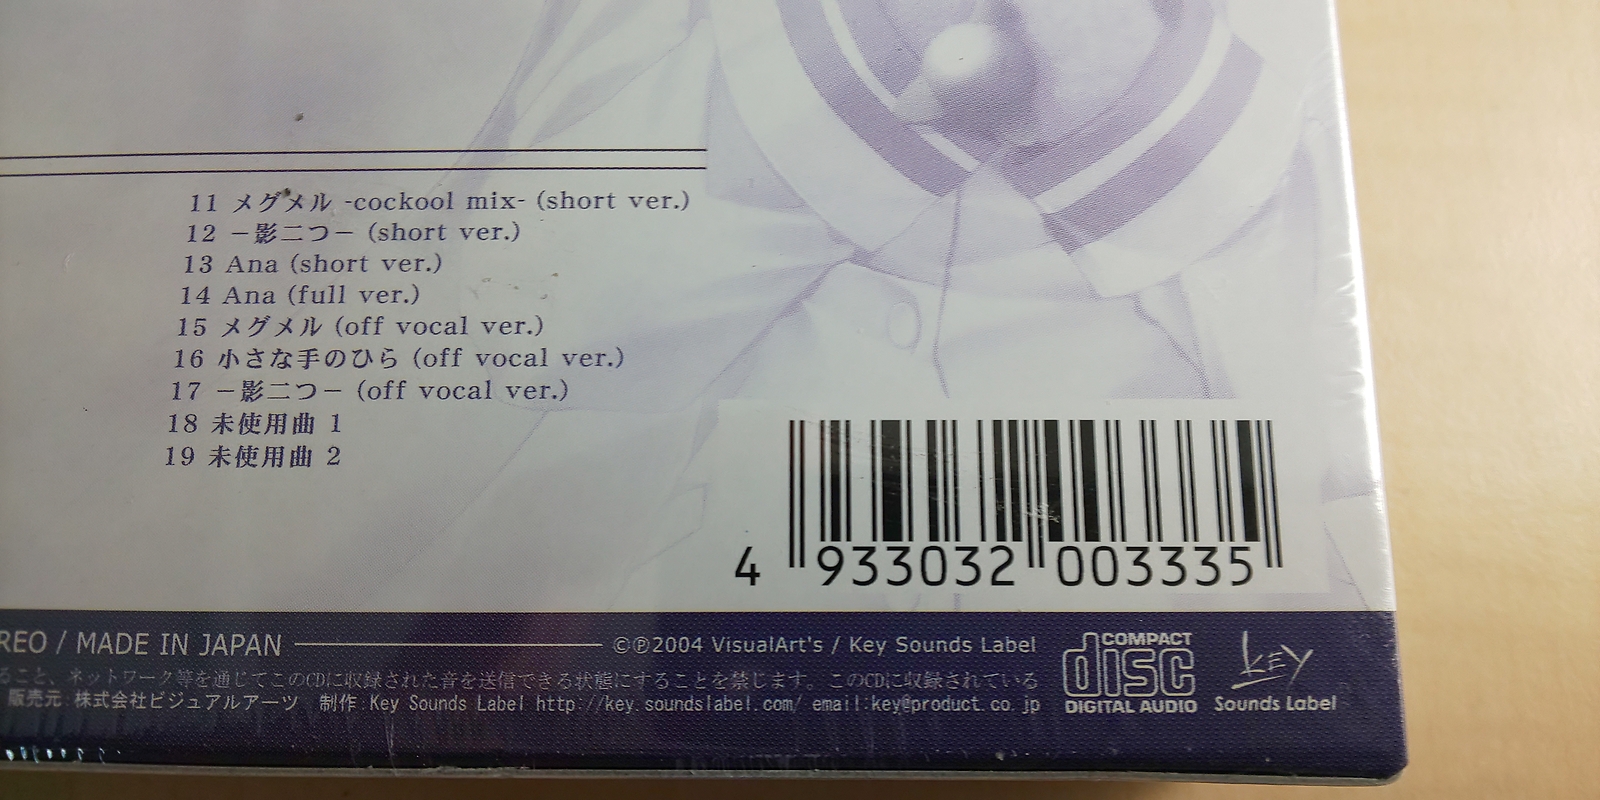 11 メグメル -cockool mix- (short ver.)
12 －影二つ－ (short ver.)
13 Ana (short ver.)
14 Ana (full ver.)
15 メグメル (off vocal ver.)
16 小さな手のひら (off vocal ver.)
17 －影二つ－ (off vocal ver.)
18 未使用曲 1
19 未使用曲 2
4 933032 003335
REO / MADE IN JAPAN ©℗2004 VisualArt's / Key Sounds Label
ること、ネットワーク等を通じてこのCDに収録された音を送信できる状態にすることを禁じます。このCDに収録されている
販売元:株式会社ビジュアルアーツ 制作:Key Sounds Label http://key.soundslabel.com/ email:key@product.co.jp
COMPACT
disc
DIGITAL AUDIO
KEY
Sounds Label